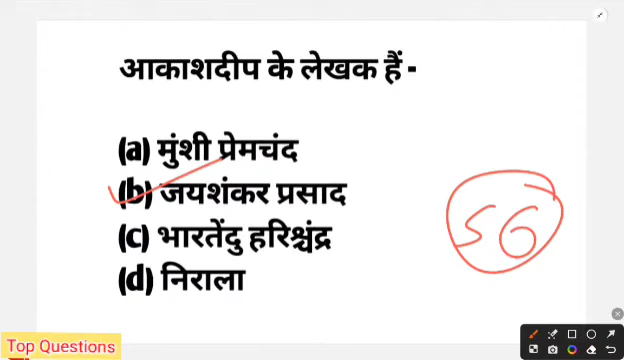 आकाशदीप के लेखक हैं -
(a) मुंशी प्रेमचंद
(b) जयशंकर प्रसाद
(c) भारतेंदु हरिश्चंद्र
(d) निराला
56
Top Questions